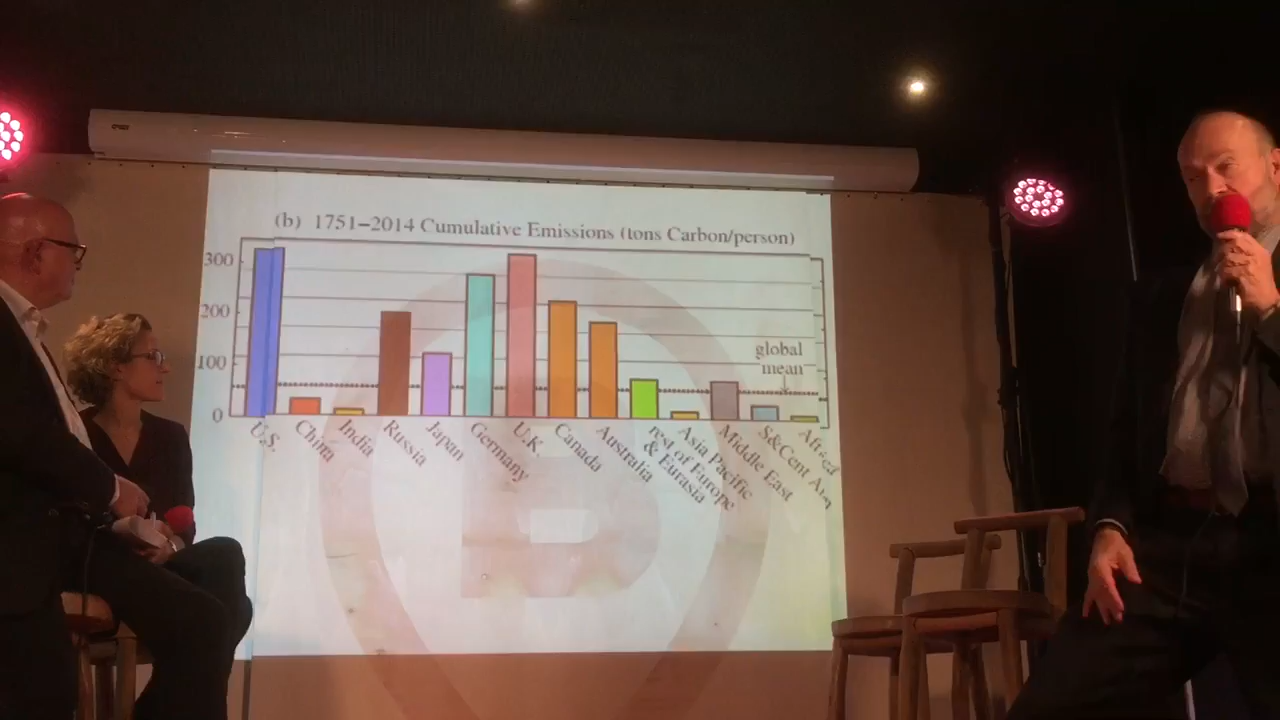 (b) 1751–2014 Cumulative Emissions (tons Carbon/person)
300
200
100
0
global
mean
U.S.
China
India
Russia
Japan
Germany
U.K.
Canada
Australia
rest of Europe
& Eurasia
Asia Pacific
Middle East
S&Cent Am
B